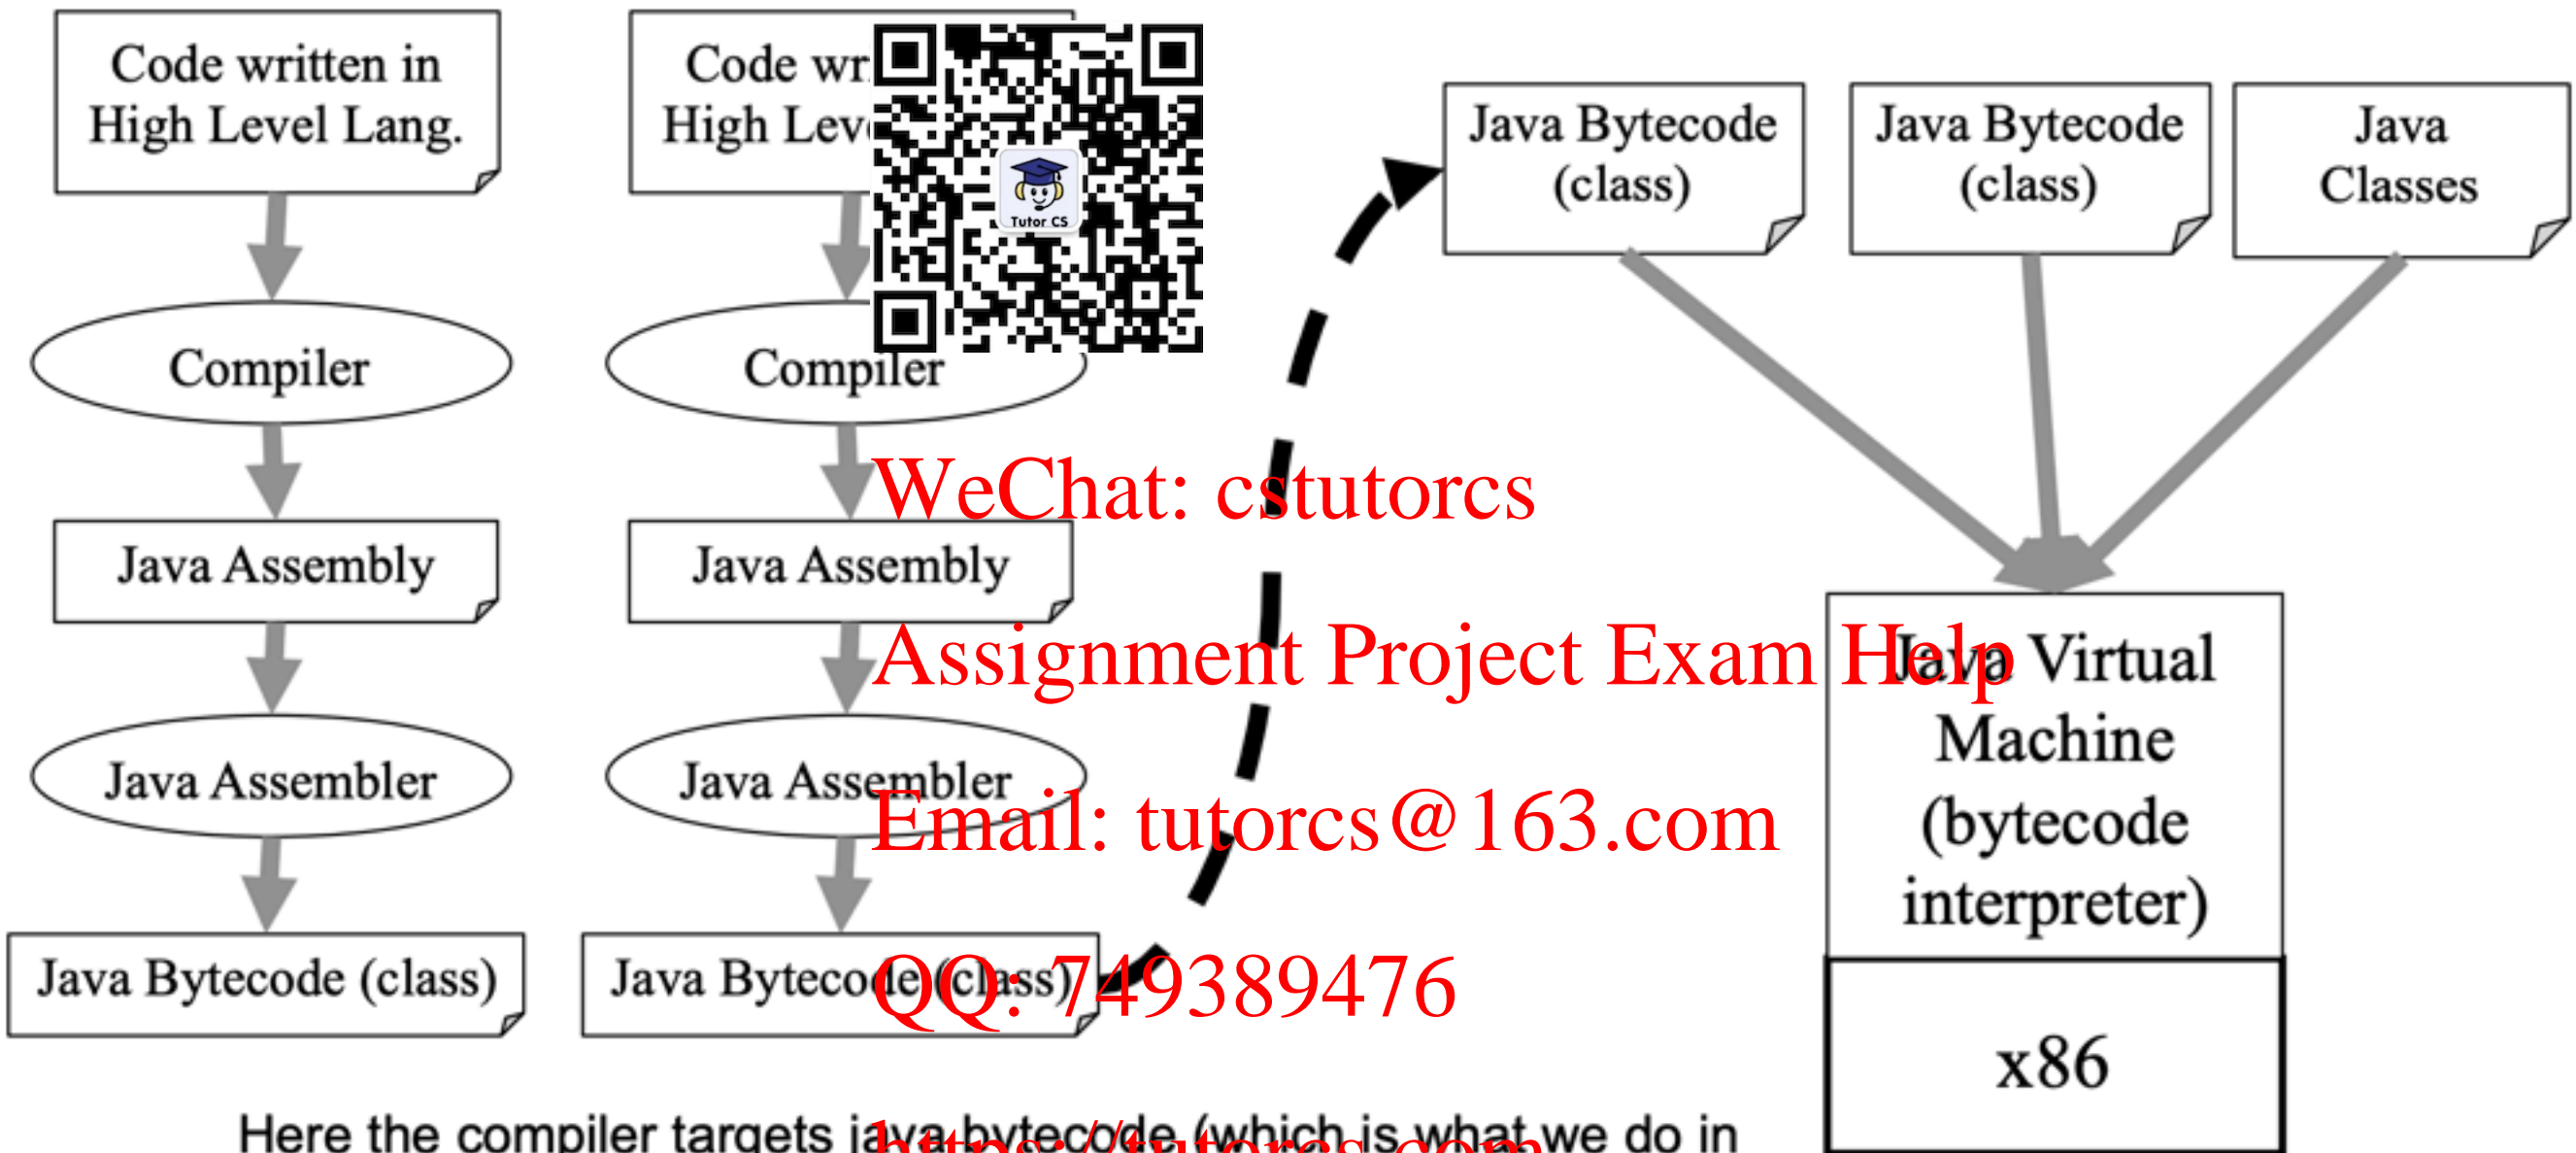 Code written in
High Level Lang.
Compiler
Java Assembly
Java Assembler
Java Bytecode (class)
Code
High
Compiler
Java Assembly
Java Assembler
Java Bytecode (class)
Tutor CS
WeChat: cstutorcs
Assignment Project Exam Help
Email: tutorcs@163.com
QQ: 749389476
https://tutorcs.com
Java Bytecode
(class)
Java Bytecode
(class)
Java
Classes
Java Virtual
Machine
(bytecode
interpreter)
x86
Here the compiler targets java bytecode (which is what we do in